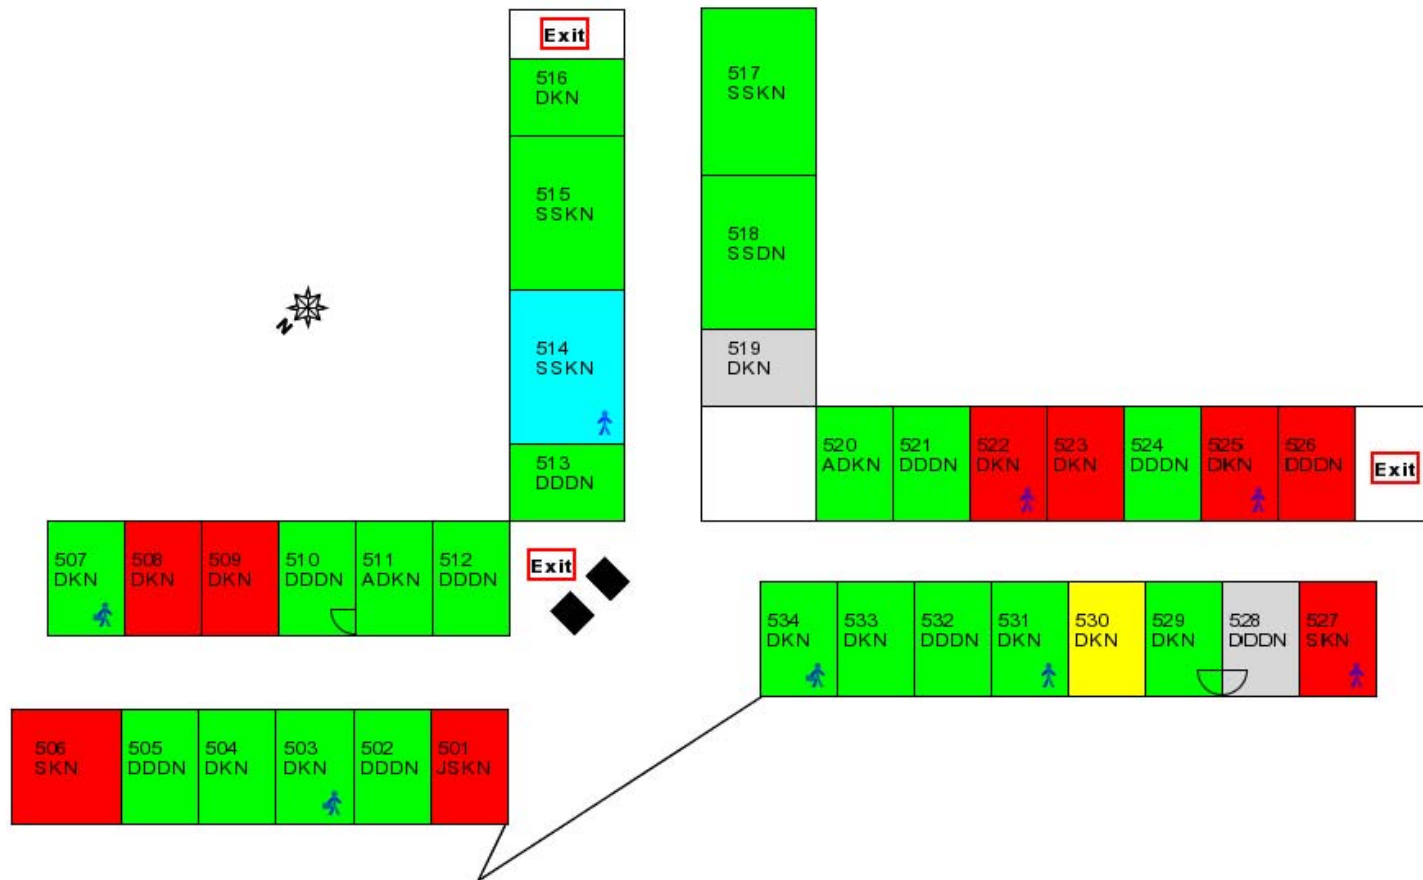 Exit
516
DKN
517
SSKN
515
SSKN
518
SSDN
N
514
SSKN
519
DKN
513
DDDN
520
ADKN
521
DDDN
522
DKN
523
DKN
524
DDDN
525
DKN
526
DDDN
Exit
507
DKN
508
DKN
509
DKN
510
DDDN
511
ADKN
512
DDDN
Exit
534
DKN
533
DKN
532
DDDN
531
DKN
530
DKN
529
DKN
528
DDDN
527
SKN
506
SKN
505
DDDN
504
DKN
503
DKN
502
DDDN
501
JSKN